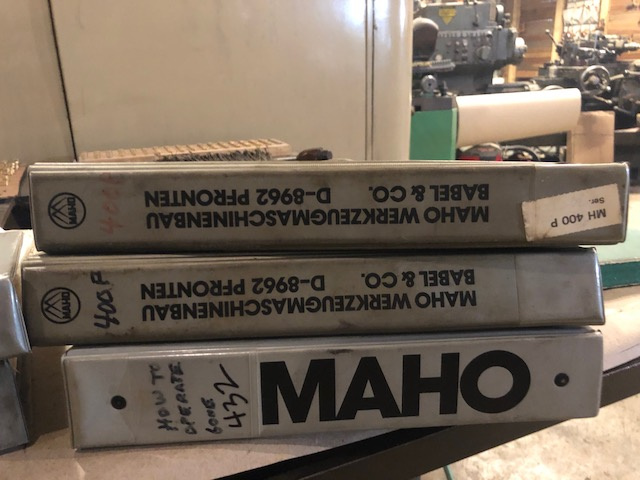 MAHO
MAHO WERKZEUGMASCHINENBAU
BABEL & CO. D-8962 PFRONTEN
MH 400 P
Ser.
MAHO
400 P
MAHO WERKZEUGMASCHINENBAU
BABEL & CO. D-8962 PFRONTEN
HOW TO
OPERATE
432
MAHO